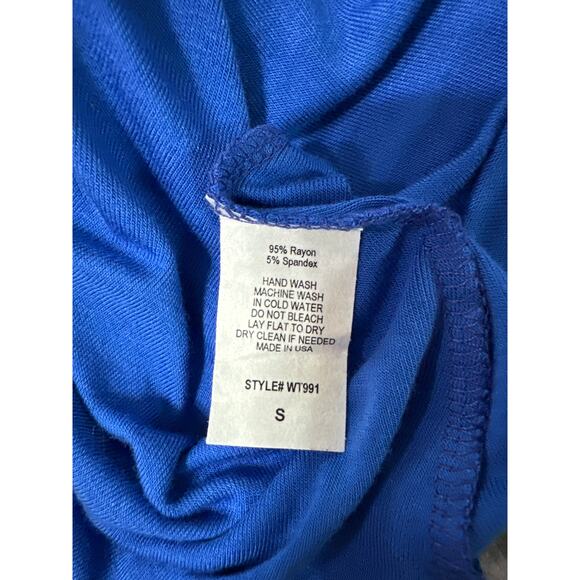 95% Rayon
5% Spandex
HAND WASH
MACHINE WASH
IN COLD WATER
DO NOT BLEACH
LAY FLAT TO DRY
DRY CLEAN IF NEEDED
MADE IN USA
STYLE# WT991
S